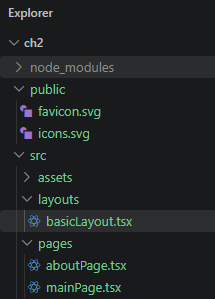 Explorer
ch2
node_modules
public
favicon.svg
icons.svg
src
assets
layouts
basicLayout.tsx
pages
aboutPage.tsx
mainPage.tsx